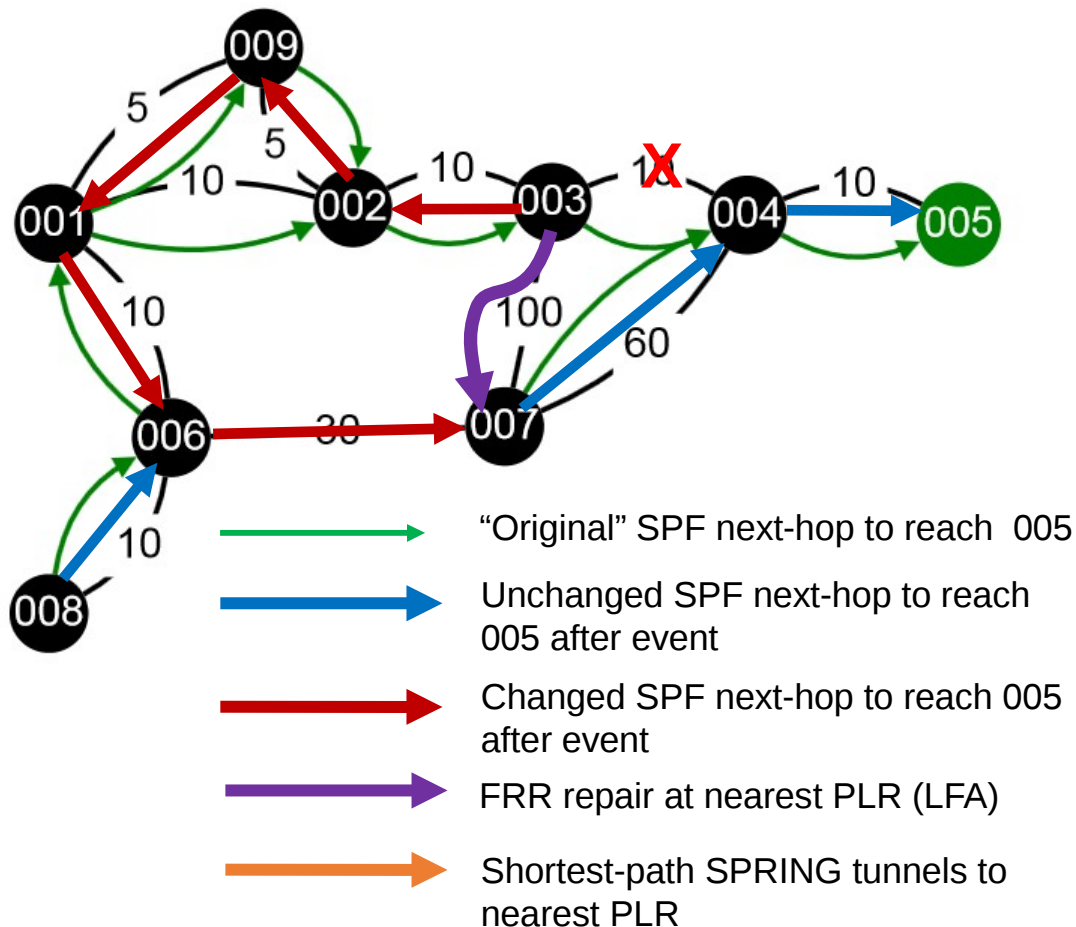 009
5
5
10
10
10
X
10
001
002
003
004
005
10
100
60
006
30
007
10
008
“Original” SPF next-hop to reach 005
Unchanged SPF next-hop to reach
005 after event
Changed SPF next-hop to reach 005
after event
FRR repair at nearest PLR (LFA)
Shortest-path SPRING tunnels to
nearest PLR